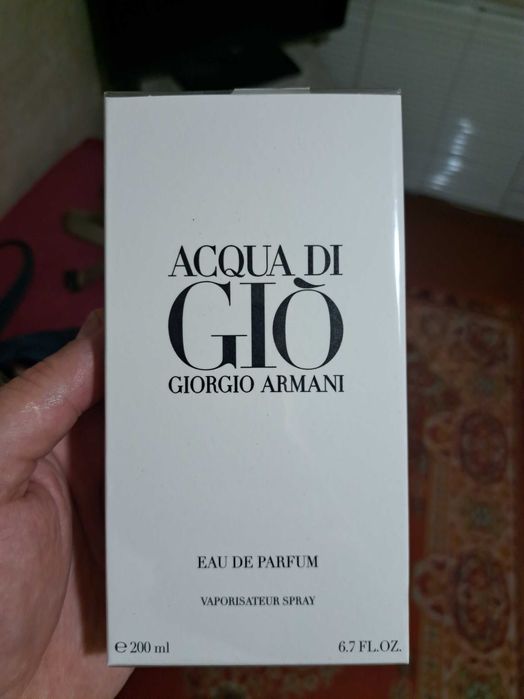 ACQUA DI
GIÒ
GIORGIO ARMANI
EAU DE PARFUM
VAPORISATEUR SPRAY
℮ 200 ml 6.7 FL.OZ.